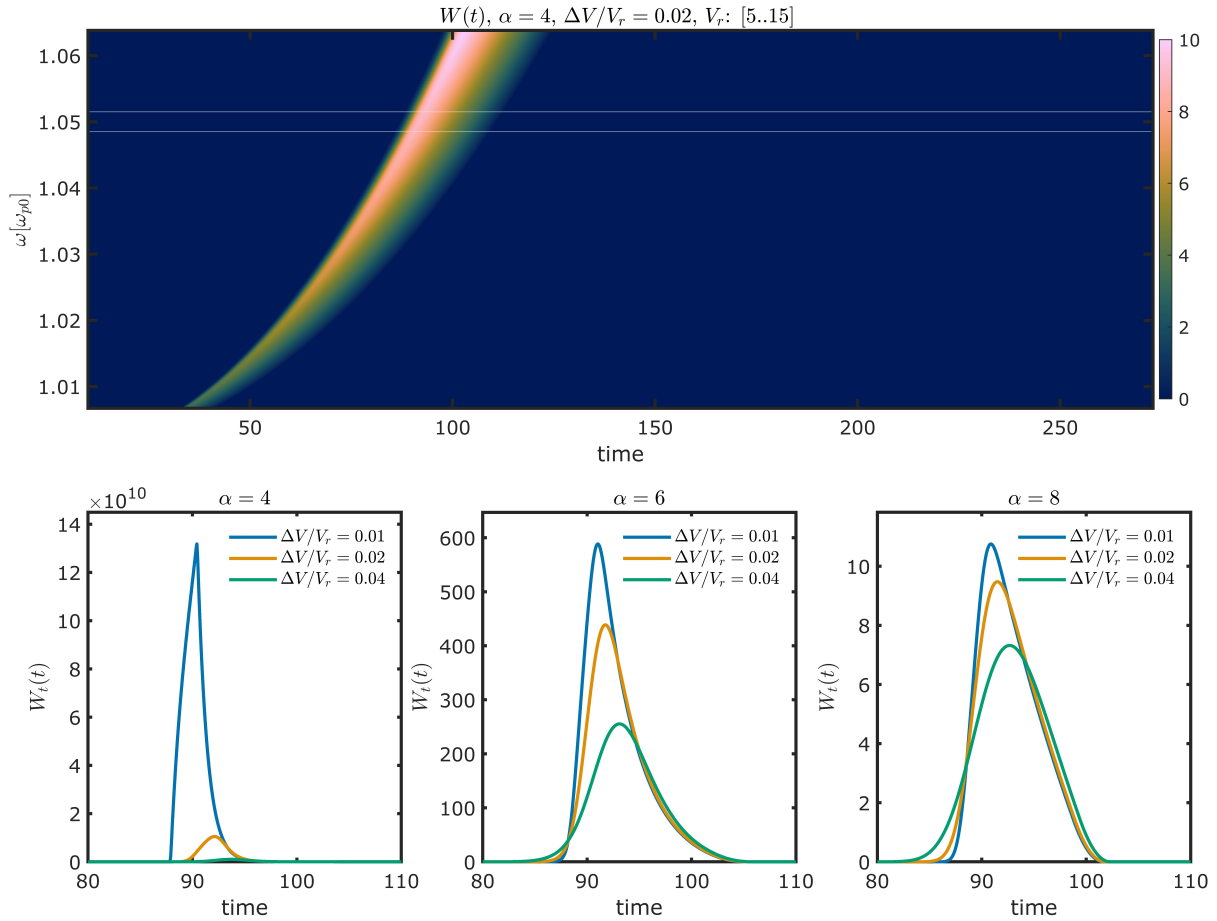 W(t), α = 4, ΔV/V_r = 0.02, V_r: [5..15]
ω[ω_{p0}]
1.06
1.05
1.04
1.03
1.02
1.01
10
8
6
4
2
0
50 100 150 200 250
time
×10^{10} α = 4
W_t(t)
14
12
10
8
6
4
2
0
ΔV/V_r = 0.01
ΔV/V_r = 0.02
ΔV/V_r = 0.04
80 90 100 110
time
α = 6
W_t(t)
600
500
400
300
200
100
0
ΔV/V_r = 0.01
ΔV/V_r = 0.02
ΔV/V_r = 0.04
80 90 100 110
time
α = 8
W_t(t)
10
8
6
4
2
0
ΔV/V_r = 0.01
ΔV/V_r = 0.02
ΔV/V_r = 0.04
80 90 100 110
time